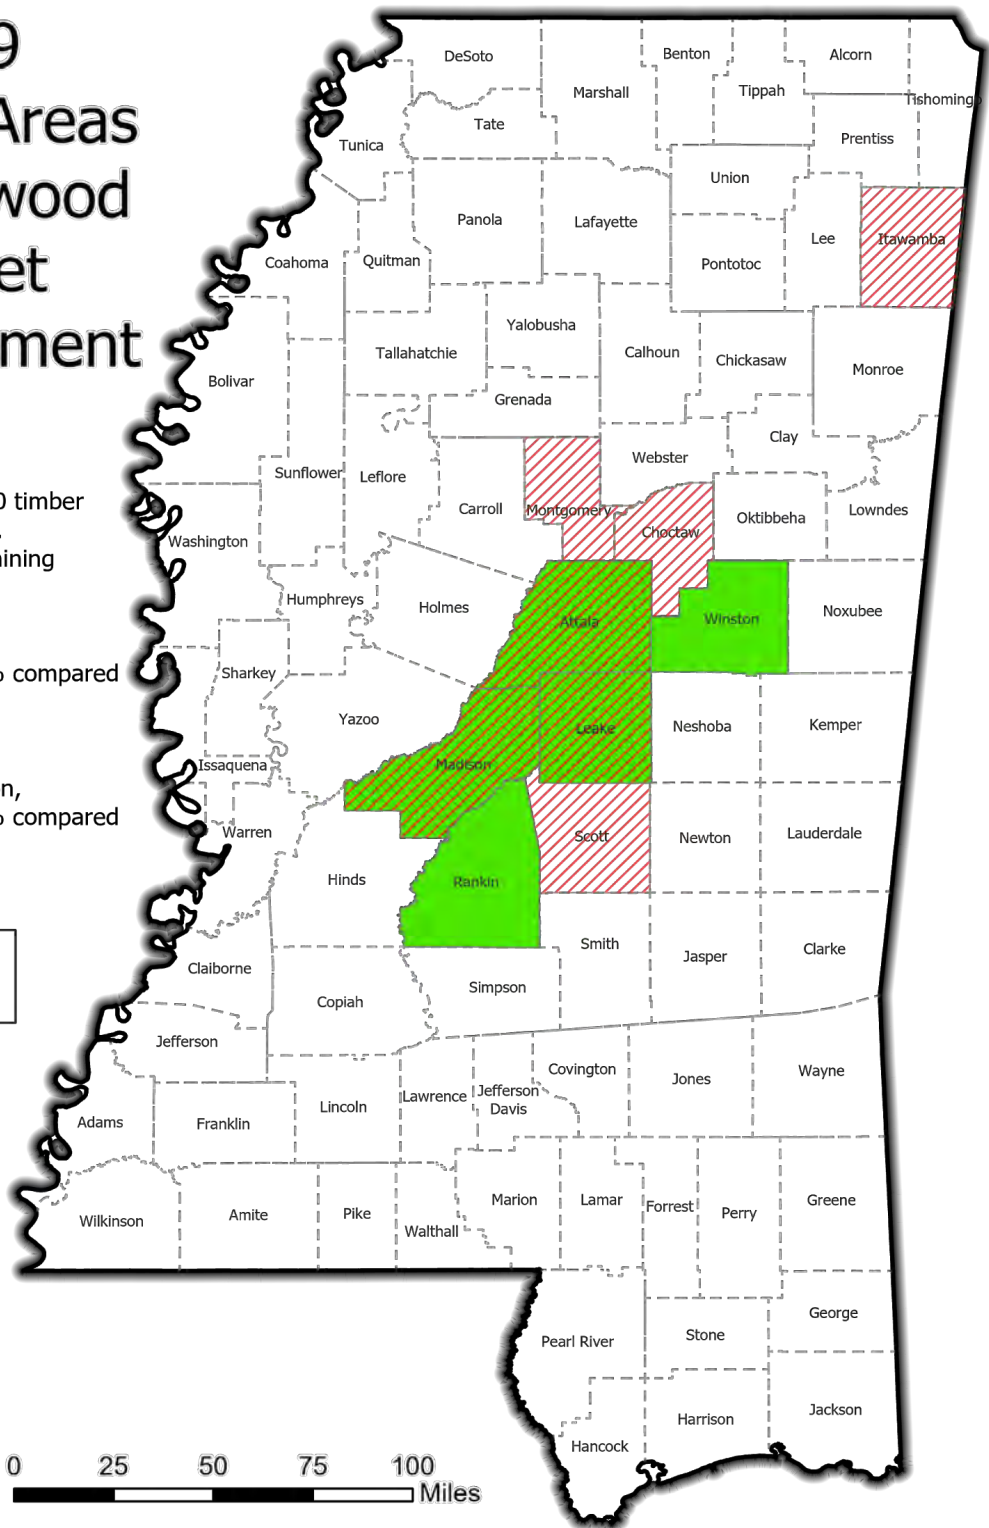 9
Areas
wood
et
ment
0 timber
ining
% compared
on,
% compared
DeSoto
Benton
Alcorn
Marshall
Tippah
Tishomingo
Tate
Tunica
Prentiss
Union
Panola
Lafayette
Lee
Itawamba
Coahoma
Quitman
Pontotoc
Yalobusha
Tallahatchie
Calhoun
Chickasaw
Monroe
Bolivar
Grenada
Clay
Webster
Sunflower
Leflore
Carroll
Montgomery
Choctaw
Oktibbeha
Lowndes
Washington
Humphreys
Holmes
Attala
Winston
Noxubee
Sharkey
Yazoo
Leake
Neshoba
Kemper
Issaquena
Madison
Warren
Scott
Newton
Lauderdale
Hinds
Rankin
Smith
Jasper
Clarke
Claiborne
Simpson
Copiah
Jefferson
Covington
Jones
Wayne
Lawrence
Jefferson
Davis
Lincoln
Adams
Franklin
Marion
Lamar
Forrest
Perry
Greene
Wilkinson
Amite
Pike
Walthall
George
Pearl River
Stone
Jackson
Harrison
Hancock
0 25 50 75 100
Miles